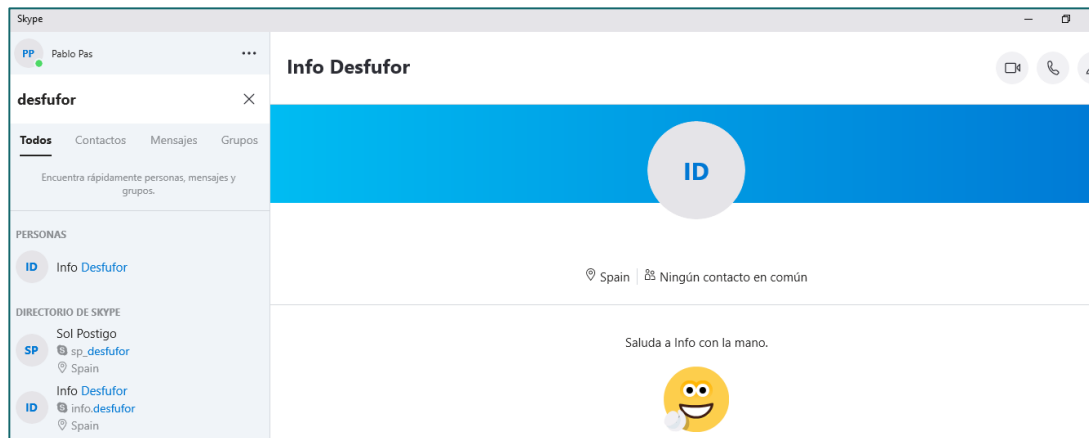 Skype
PP Pablo Pas ...
desfufor
Todos Contactos Mensajes Grupos
Encuentra rápidamente personas, mensajes y
grupos.
PERSONAS
ID Info Desfufor
DIRECTORIO DE SKYPE
Sol Postigo
SP sp_desfufor
Spain
Info Desfufor
ID info.desfufor
Spain
Info Desfufor
ID
Spain Ningún contacto en común
Saluda a Info con la mano.